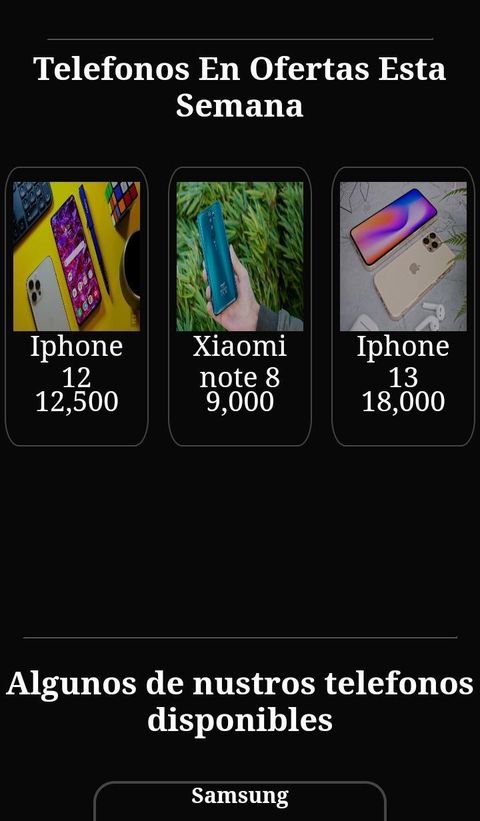 Telefonos En Ofertas Esta
Semana
Iphone
12
12,500
Xiaomi
note 8
9,000
Iphone
13
18,000
Algunos de nustros telefonos
disponibles
Samsung